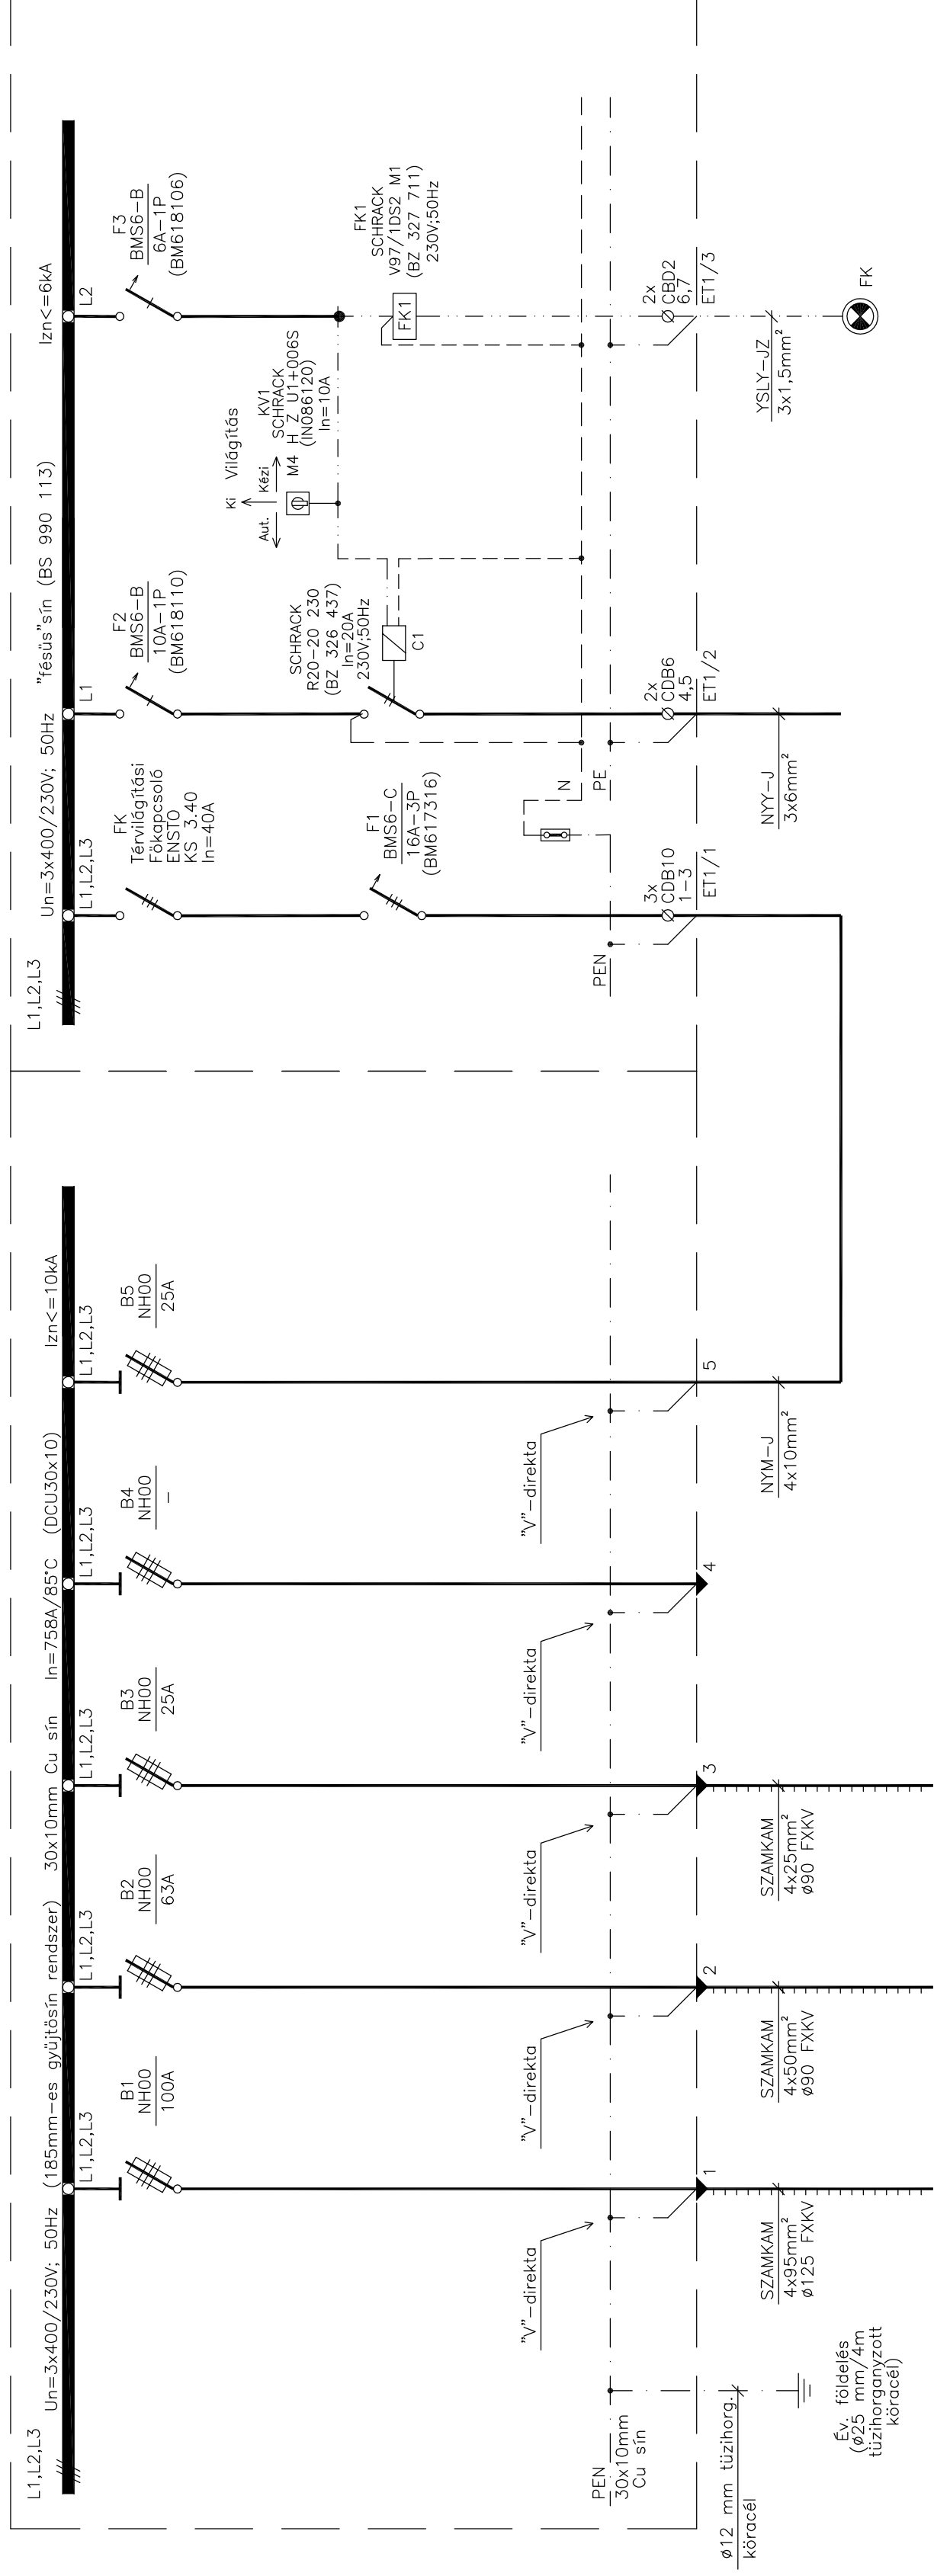 L1,L2,L3
Un=3x400/230V; 50Hz
(185mm-es gyüjtösín rendszer)
30x10mm Cu sín
In=758A/85°C
(DCU30x10)
Izn<=10kA
L1,L2,L3
B1
NH00
100A
L1,L2,L3
B2
NH00
63A
L1,L2,L3
B3
NH00
25A
L1,L2,L3
B4
NH00
-
L1,L2,L3
B5
NH00
25A
"V"-direkta
"V"-direkta
"V"-direkta
"V"-direkta
"V"-direkta
PEN
30x10mm
Cu sín
1
2
3
4
5
ø12 mm tüzihorg.
köracél
Év. földelés
(ø25 mm/4m
tüzihorganyzott
köracél)
SZAMKAM
4x95mm²
ø125 FXKV
SZAMKAM
4x50mm²
ø90 FXKV
SZAMKAM
4x25mm²
ø90 FXKV
NYM-J
4x10mm²
L1,L2,L3
Un=3x400/230V; 50Hz
"fésüs"sín (BS 990 113)
Izn<=6kA
L1,L2,L3
FK
Térvilágítási
Fökapcsoló
ENSTO
KS 3.40
In=40A
F1
BMS6-C
16A-3P
(BM617316)
L1
F2
BMS6-B
10A-1P
(BM618110)
SCHRACK
R20-20 230
(BZ 326 437)
In=20A
230V;50Hz
C1
L2
F3
BMS6-B
6A-1P
(BM618106)
Világítás
Ki
Aut.
Kézi
KV1
SCHRACK
M4 H Z U1+006S
(IN086120)
In=10A
FK1
SCHRACK
V97/1DS2 M1
(BZ 327 711)
230V;50Hz
FK1
N
PE
PEN
3x
CDB10
1-3
ET1/1
2x
CDB6
4,5
ET1/2
2x
CBD2
6,7
ET1/3
NYY-J
3x6mm²
YSLY-JZ
3x1,5mm²
FK